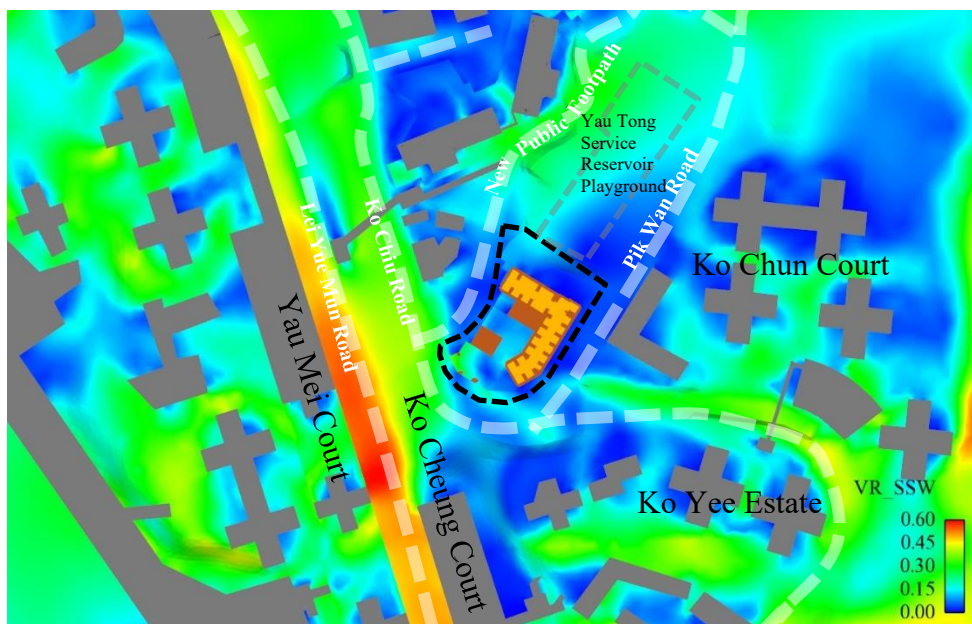 New Public Footpath
Yau Tong
Service
Reservoir
Playground
Pik Wan Road
Lei Yue Mun Road
Ko Chiu Road
Ko Chun Court
Yau Mei Court
Ko Cheung Court
Ko Yee Estate
VR_SSW
0.60
0.45
0.30
0.15
0.00